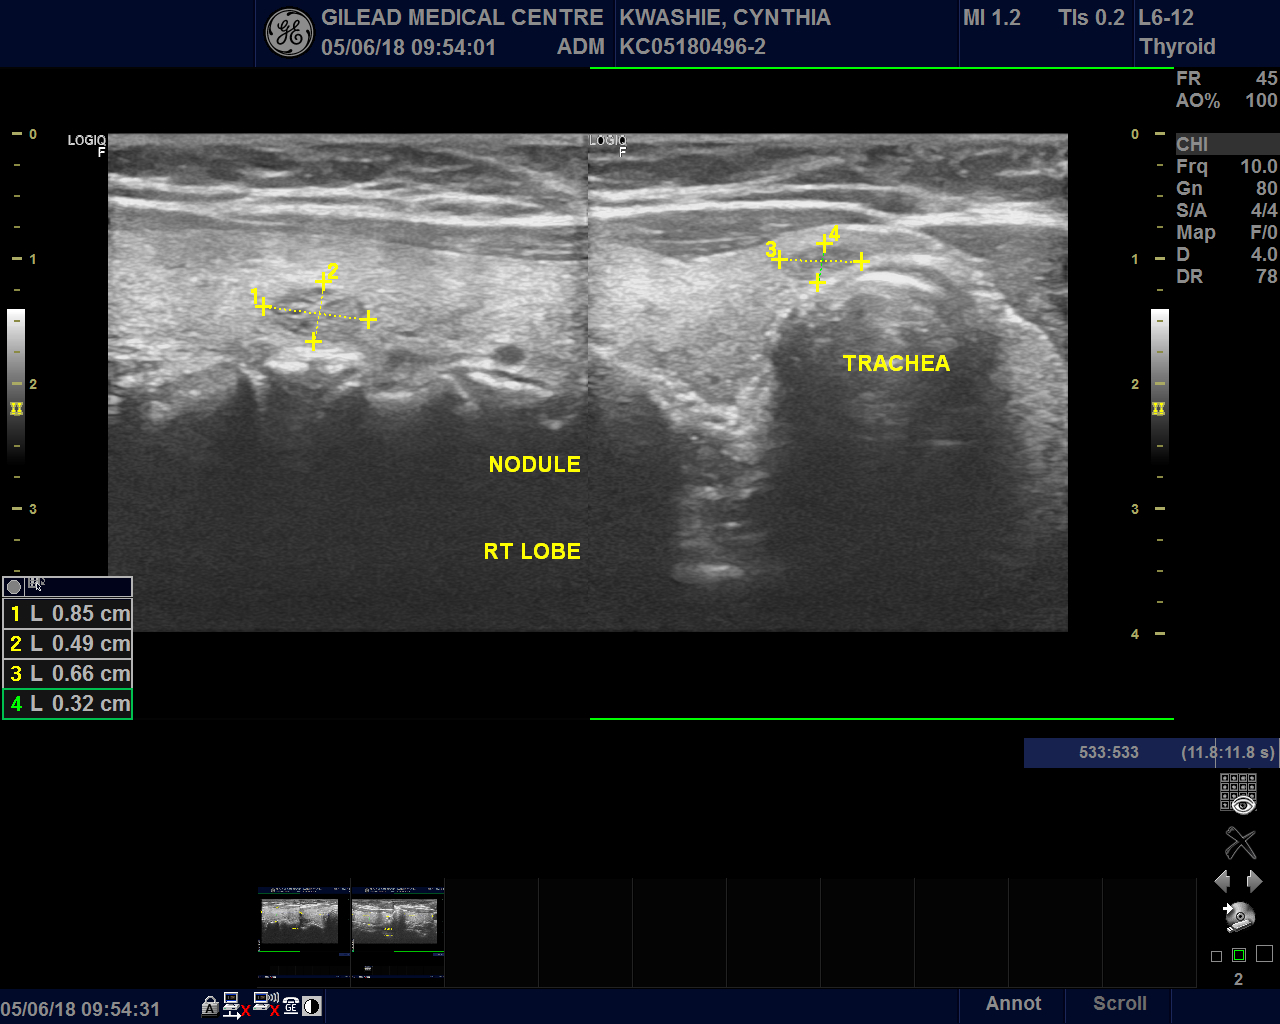 GILEAD MEDICAL CENTRE
05/06/18 09:54:01 ADM
KWASHIE, CYNTHIA
KC05180496-2
MI 1.2 TIs 0.2
L6-12
Thyroid
FR 45
AO% 100
CHI
Frq 10.0
Gn 80
S/A 4/4
Map F/0
D 4.0
DR 78
LOGIQ
F
LOGIQ
F
0
1
2
3
0
1
2
3
4
1
2
3
4
TRACHEA
NODULE
RT LOBE
1 L 0.85 cm
2 L 0.49 cm
3 L 0.66 cm
4 L 0.32 cm
533:533 (11.8:11.8 s)
2
05/06/18 09:54:31
Annot
Scroll